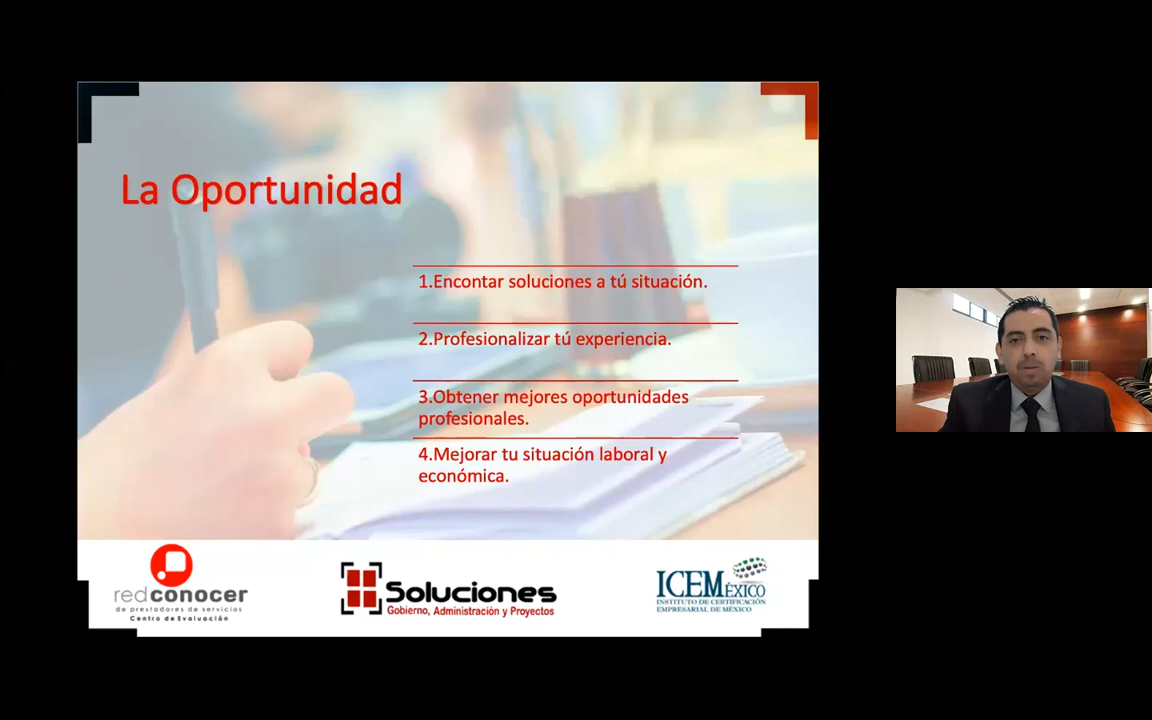 La Oportunidad
1.Encontar soluciones a tú situación.
2.Profesionalizar tú experiencia.
3.Obtener mejores oportunidades
profesionales.
4.Mejorar tu situación laboral y
económica.
redconocer
de prestadores de servicios
Centro de Evaluación
Soluciones
Gobierno, Administración y Proyectos
ICEMÉXICO
INSTITUTO DE CERTIFICACIÓN
EMPRESARIAL DE MÉXICO